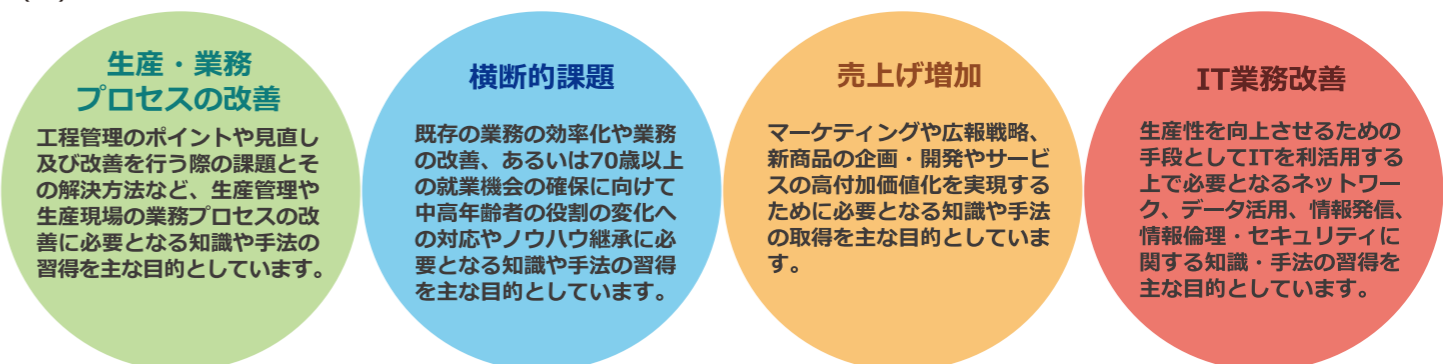 生産・業務
プロセスの改善
工程管理のポイントや見直し
及び改善を行う際の課題とそ
の解決方法など、生産管理や
生産現場の業務プロセスの改
善に必要となる知識や手法の
習得を主な目的としています。
横断的課題
既存の業務の効率化や業務
の改善、あるいは70歳以上
の就業機会の確保に向けて
中高年齢者の役割の変化へ
の対応やノウハウ継承に必
要となる知識や手法の習得
を主な目的としています。
売上げ増加
マーケティングや広報戦略、
新商品の企画・開発やサービ
スの高付加価値化を実現する
ために必要となる知識や手法
の取得を主な目的としていま
す。
IT業務改善
生産性を向上させるための
手段としてITを利活用する
上で必要となるネットワー
ク、データ活用、情報発信、
情報倫理・セキュリティに
関する知識・手法の習得を
主な目的としています。